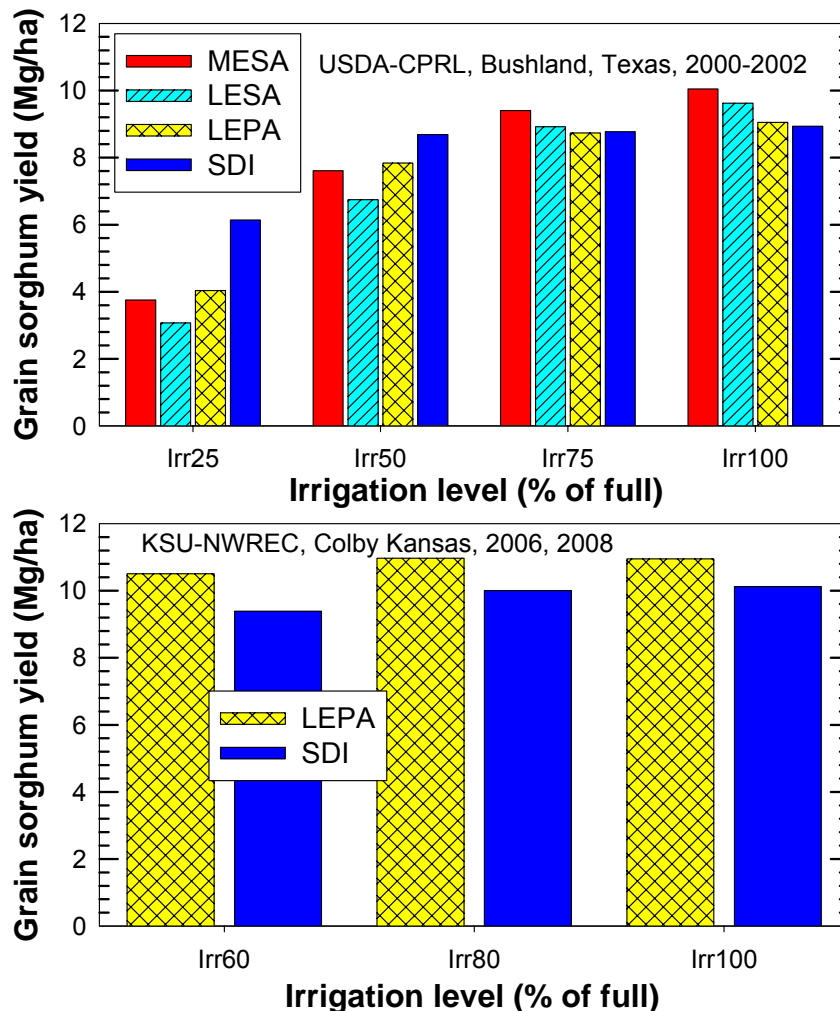 Grain sorghum yield (Mg/ha)
12
10
8
6
4
2
0
MESA
LESA
LEPA
SDI
USDA-CPRL, Bushland, Texas, 2000-2002
Irr25 Irr50 Irr75 Irr100
Irrigation level (% of full)
Grain sorghum yield (Mg/ha)
12
10
8
6
4
2
0
KSU-NWREC, Colby Kansas, 2006, 2008
LEPA
SDI
Irr60 Irr80 Irr100
Irrigation level (% of full)